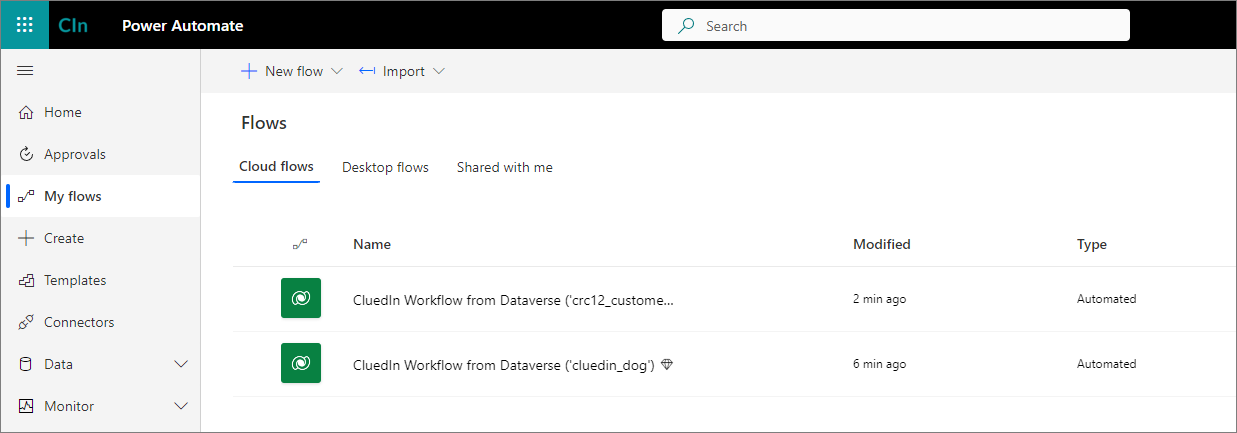 CIn Power Automate Search
New flow Import
Home
Flows
Approvals
Cloud flows Desktop flows Shared with me
My flows
Create
Name Modified Type
Templates
CluedIn Workflow from Dataverse ('crc12_custome... 2 min ago Automated
Connectors
Data
CluedIn Workflow from Dataverse ('cluedin_dog') 6 min ago Automated
Monitor